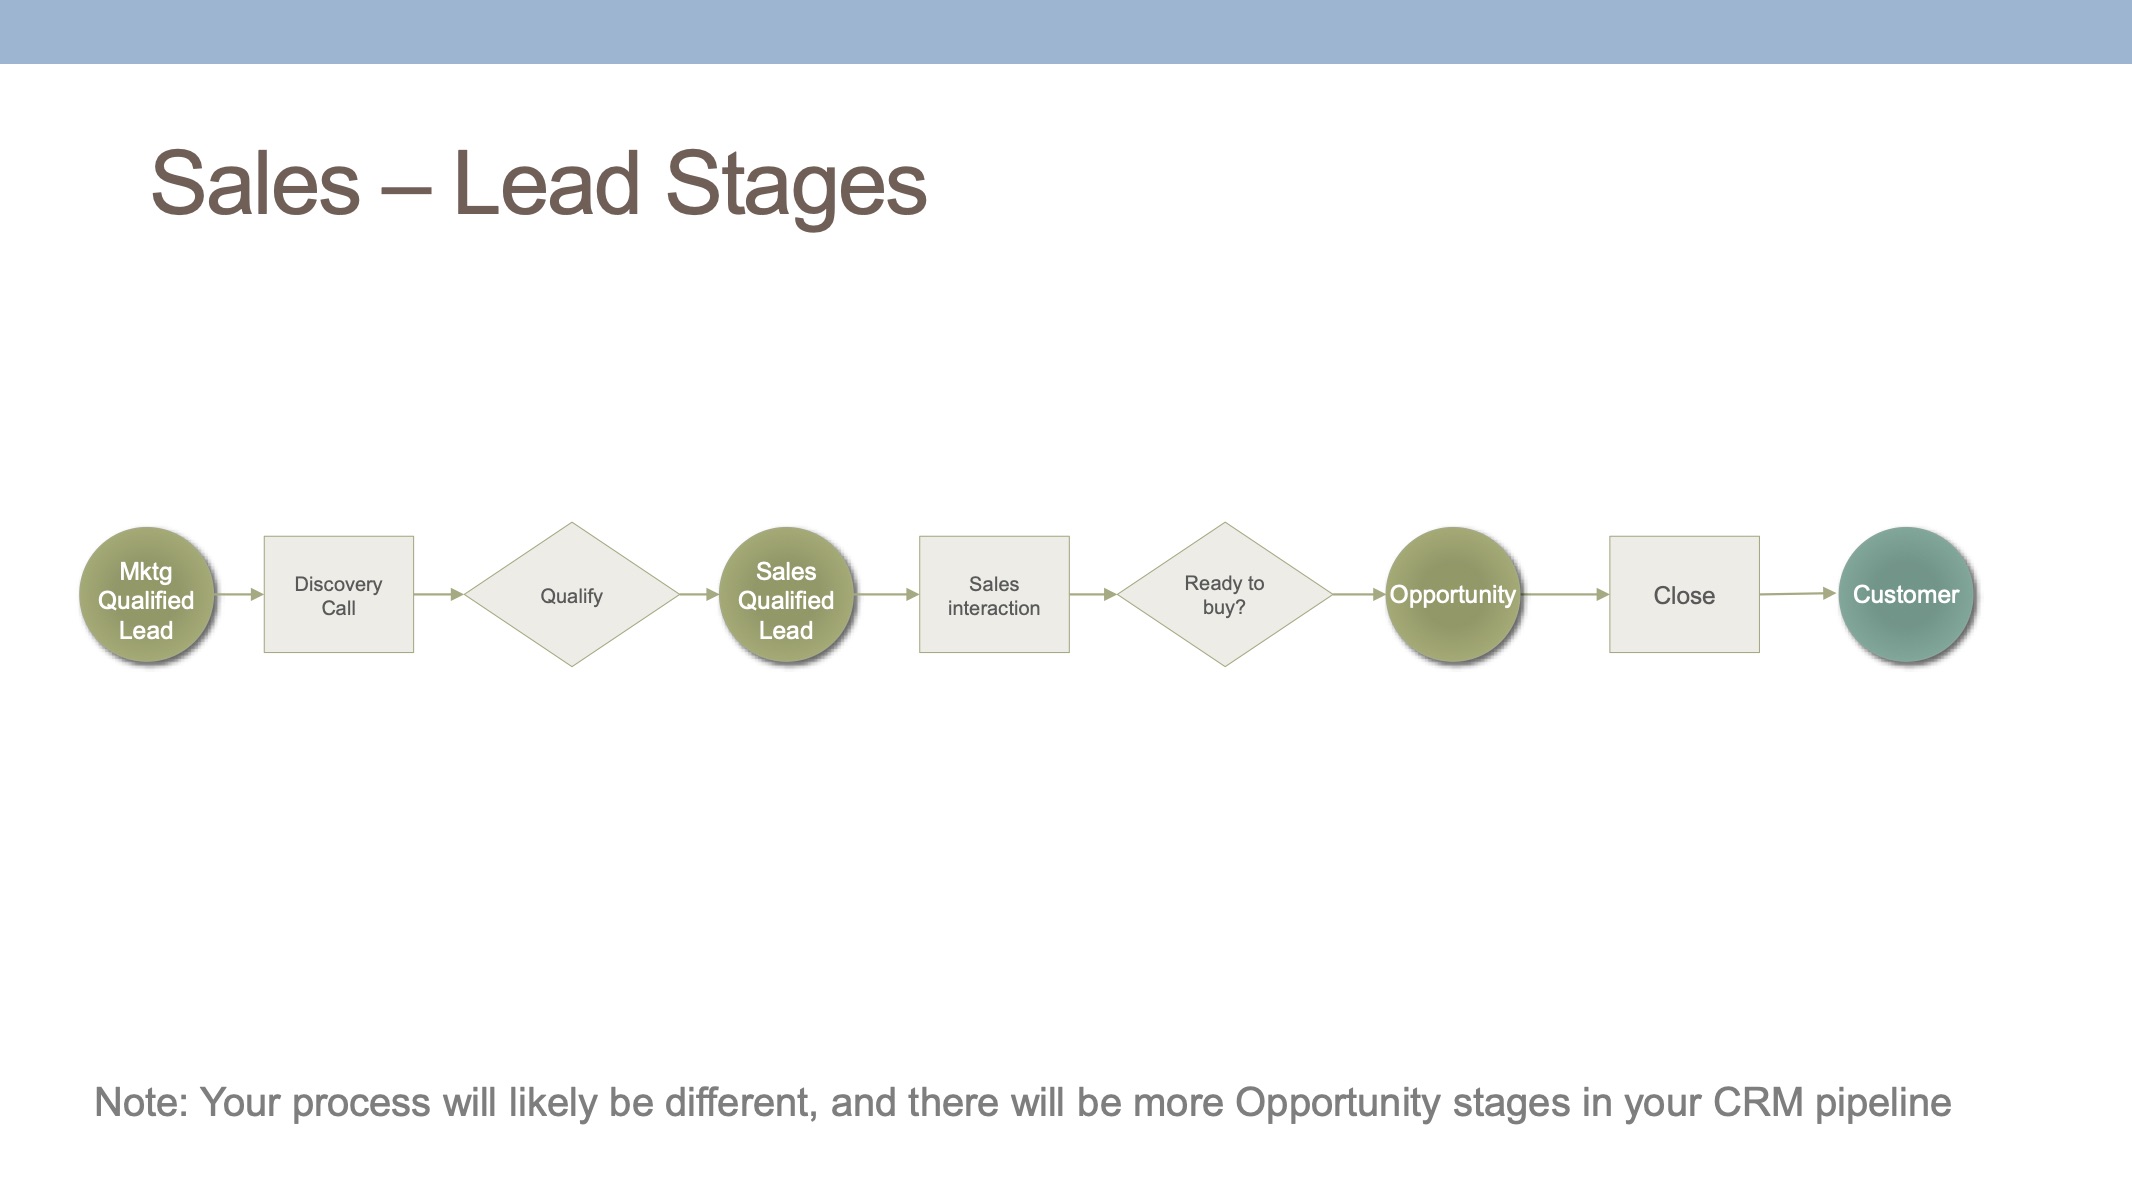 Sales – Lead Stages
Mktg
Qualified
Lead
Discovery
Call
Qualify
Sales
Qualified
Lead
Sales
interaction
Ready to
buy?
Opportunity
Close
Customer
Note: Your process will likely be different, and there will be more Opportunity stages in your CRM pipeline